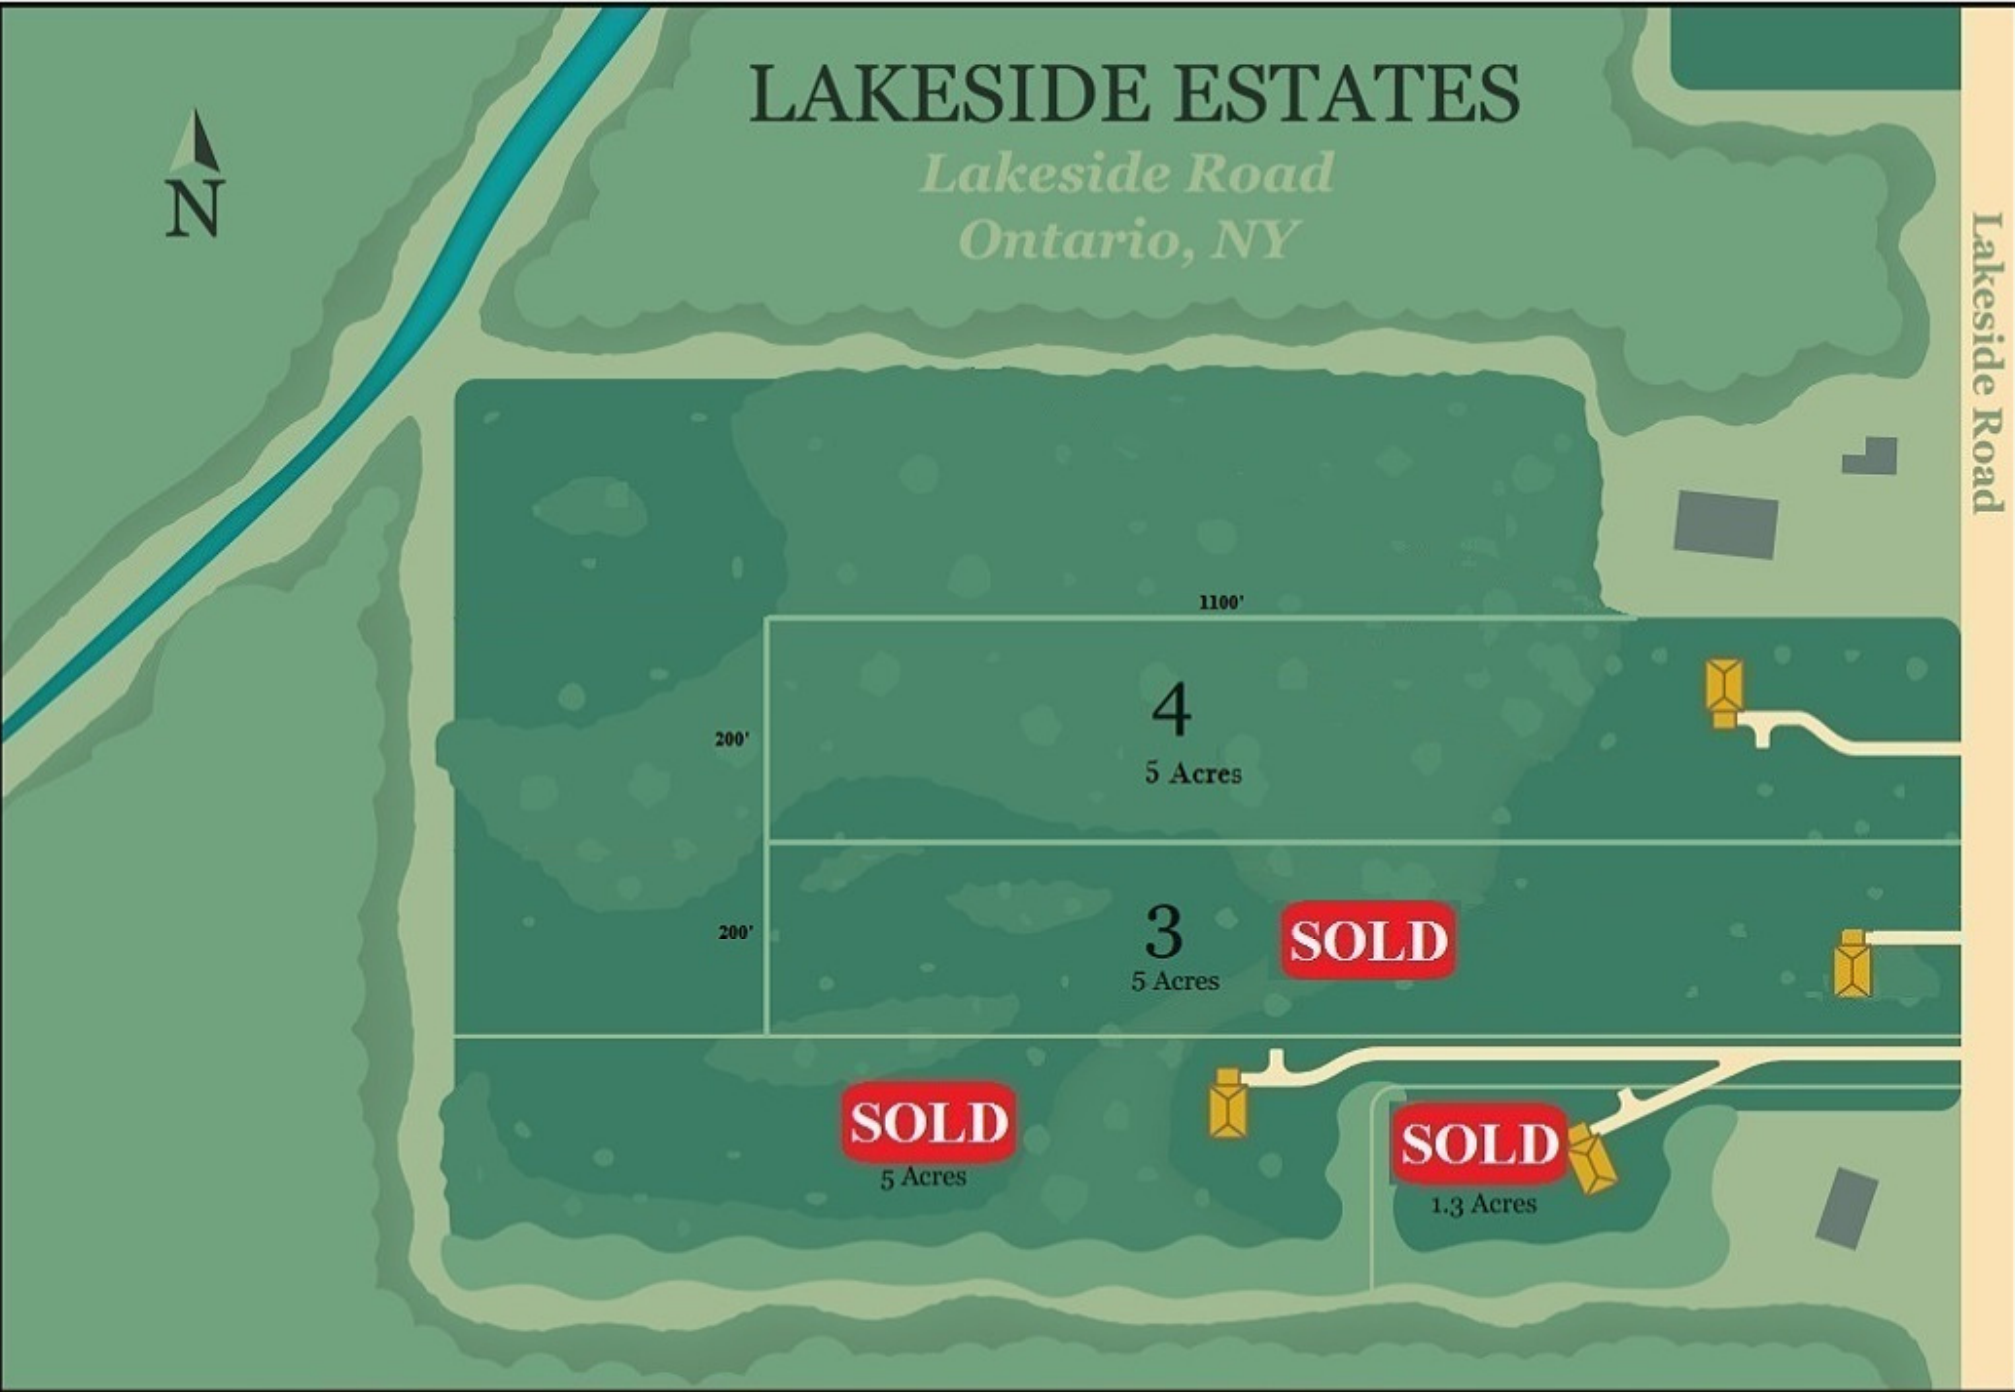 LAKESIDE ESTATES
Lakeside Road
Ontario, NY
N
Lakeside Road
1100'
4
200'
5 Acres
3
SOLD
200'
5 Acres
SOLD
5 Acres
SOLD
1.3 Acres